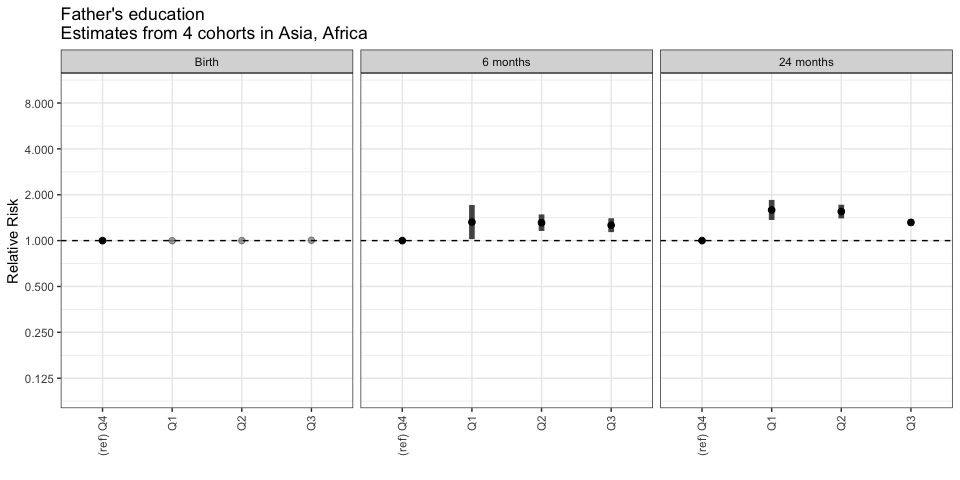 Father's education
Estimates from 4 cohorts in Asia, Africa
Birth
6 months
24 months
Relative Risk
8.000
4.000
2.000
1.000
0.500
0.250
0.125
(ref) Q4
Q1
Q2
Q3
(ref) Q4
Q1
Q2
Q3
(ref) Q4
Q1
Q2
Q3